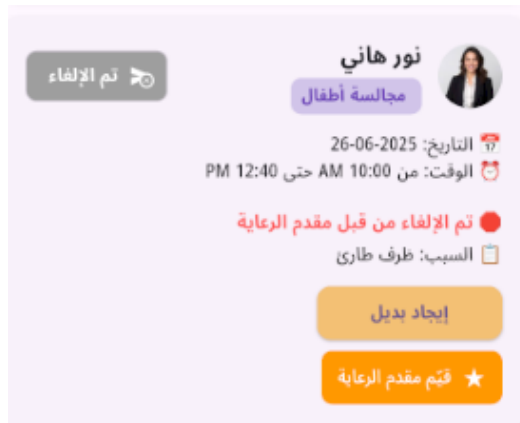 نور هاني
تم الإلغاء
مجالسة أطفال
التاريخ: 2025-06-26
الوقت: من 10:00 AM حتى 12:40 PM
تم الإلغاء من قبل مقدم الرعاية
السبب: ظرف طارئ
إيجاد بديل
قيّم مقدم الرعاية